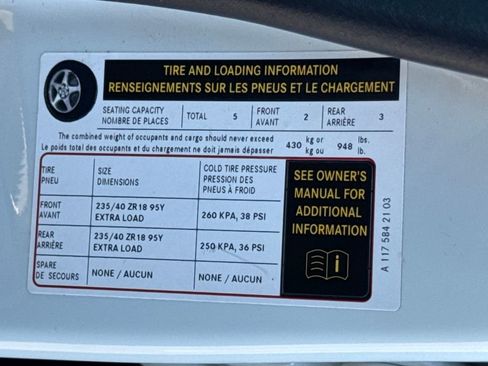 TIRE AND LOADING INFORMATION
RENSEIGNEMENTS SUR LES PNEUS ET LE CHARGEMENT
SEATING CAPACITY
NOMBRE DE PLACES
TOTAL 5
FRONT
AVANT
2
REAR
ARRIÈRE
3
The combined weight of occupants and cargo should never exceed
Le poids total des occupants et du chargement ne doit jamais dépasser
430 kg or
kg ou
948 lbs.
lb.
TIRE
PNEU
SIZE
DIMENSIONS
COLD TIRE PRESSURE
PRESSION DES
PNEUS À FROID
FRONT
AVANT
235/40 ZR18 95Y
EXTRA LOAD
260 KPA, 38 PSI
REAR
ARRIÈRE
235/40 ZR18 95Y
EXTRA LOAD
250 KPA, 36 PSI
SPARE
DE SECOURS
NONE / AUCUN
NONE / AUCUN
SEE OWNER'S
MANUAL FOR
ADDITIONAL
INFORMATION
A 117 584 21 03